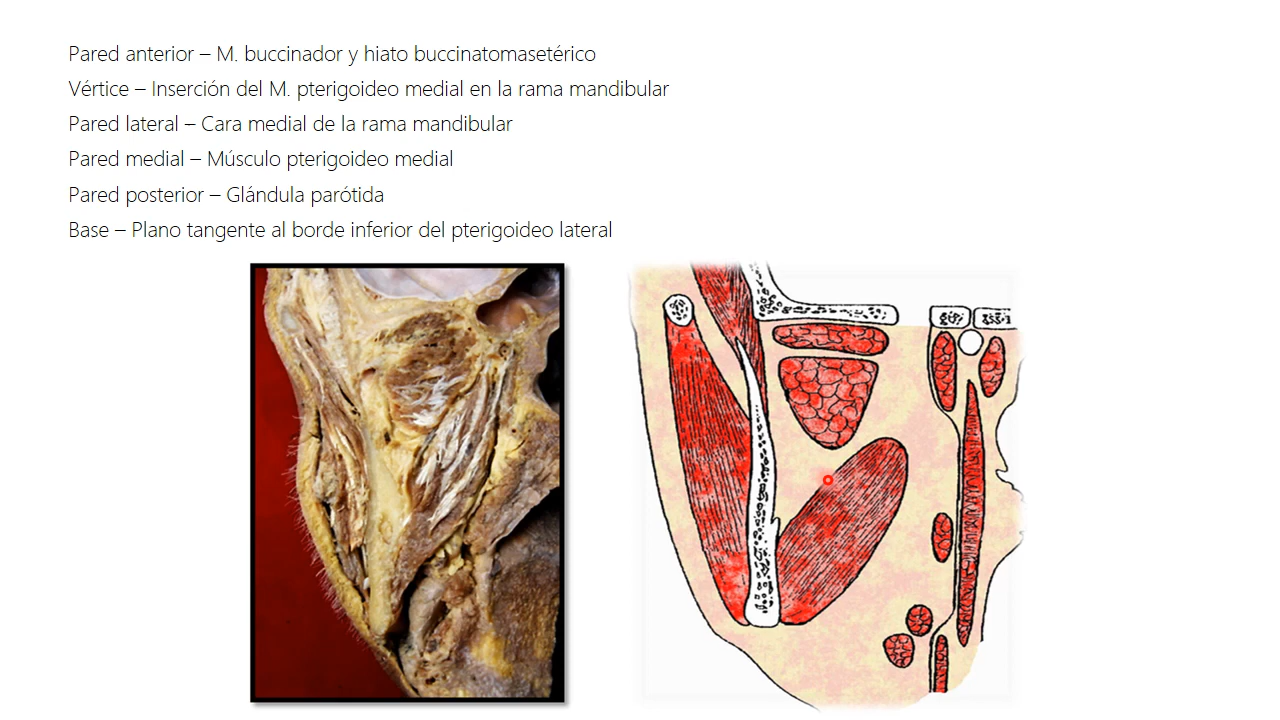 Pared anterior – M. buccinador y hiato buccinatomasetérico
Vértice – Inserción del M. pterigoideo medial en la rama mandibular
Pared lateral – Cara medial de la rama mandibular
Pared medial – Músculo pterigoideo medial
Pared posterior – Glándula parótida
Base – Plano tangente al borde inferior del pterigoideo lateral